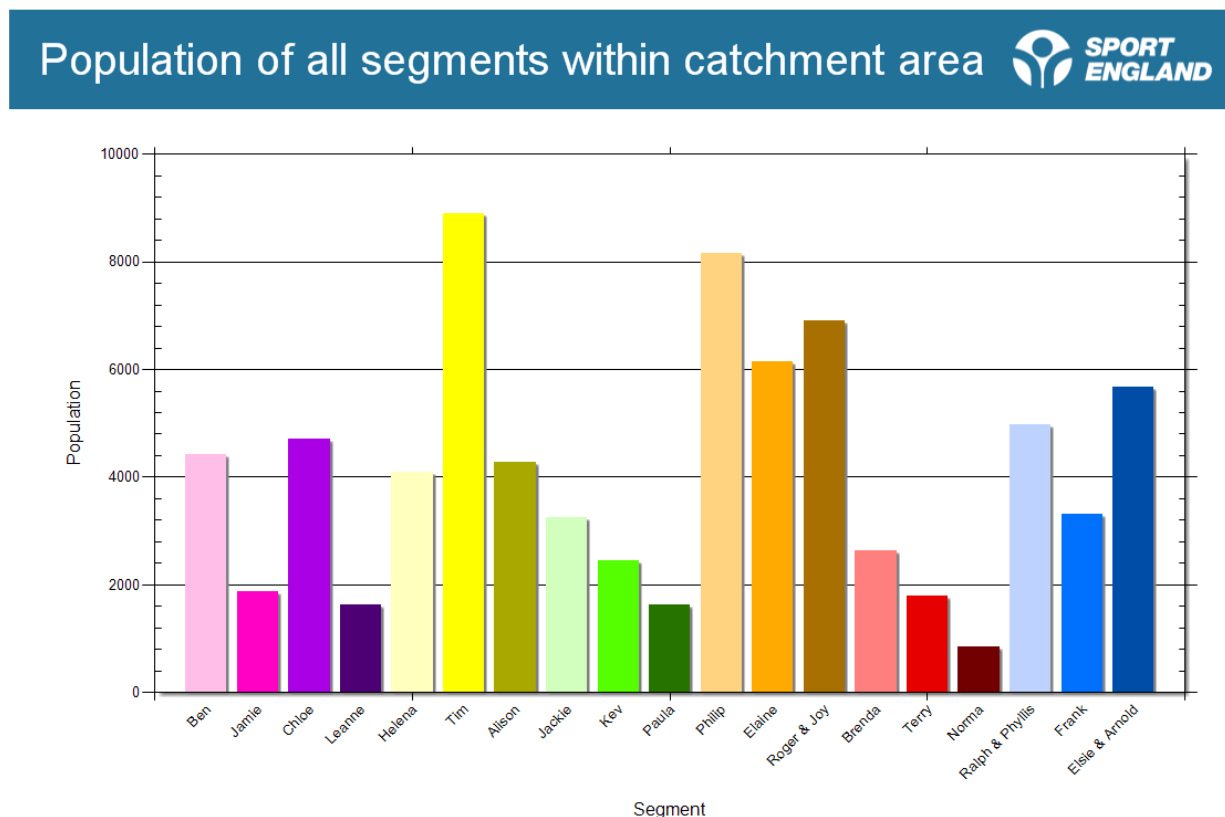 Population of all segments within catchment area
SPORT
ENGLAND
10000
8000
6000
4000
2000
0
Population
Ben
Jamie
Chloe
Leanne
Helena
Tim
Alison
Jackie
Kev
Paula
Philip
Elaine
Roger & Joy
Brenda
Terry
Norma
Ralph & Phyllis
Frank
Elsie & Arnold
Segment